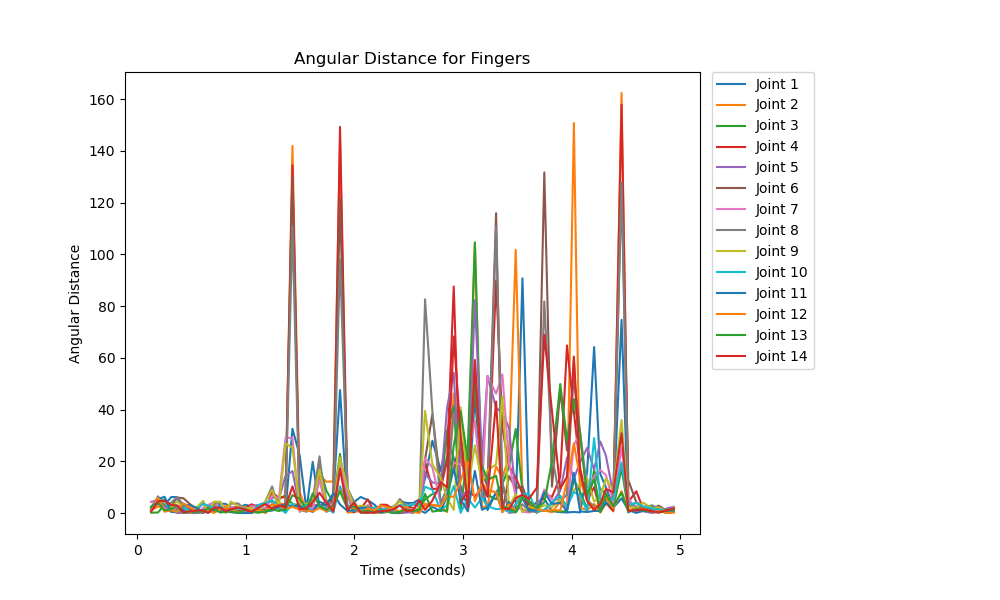 Angular Distance for Fingers
160
140
120
100
80
60
40
20
0
Angular Distance
0
1
2
3
4
5
Time (seconds)
Joint 1
Joint 2
Joint 3
Joint 4
Joint 5
Joint 6
Joint 7
Joint 8
Joint 9
Joint 10
Joint 11
Joint 12
Joint 13
Joint 14